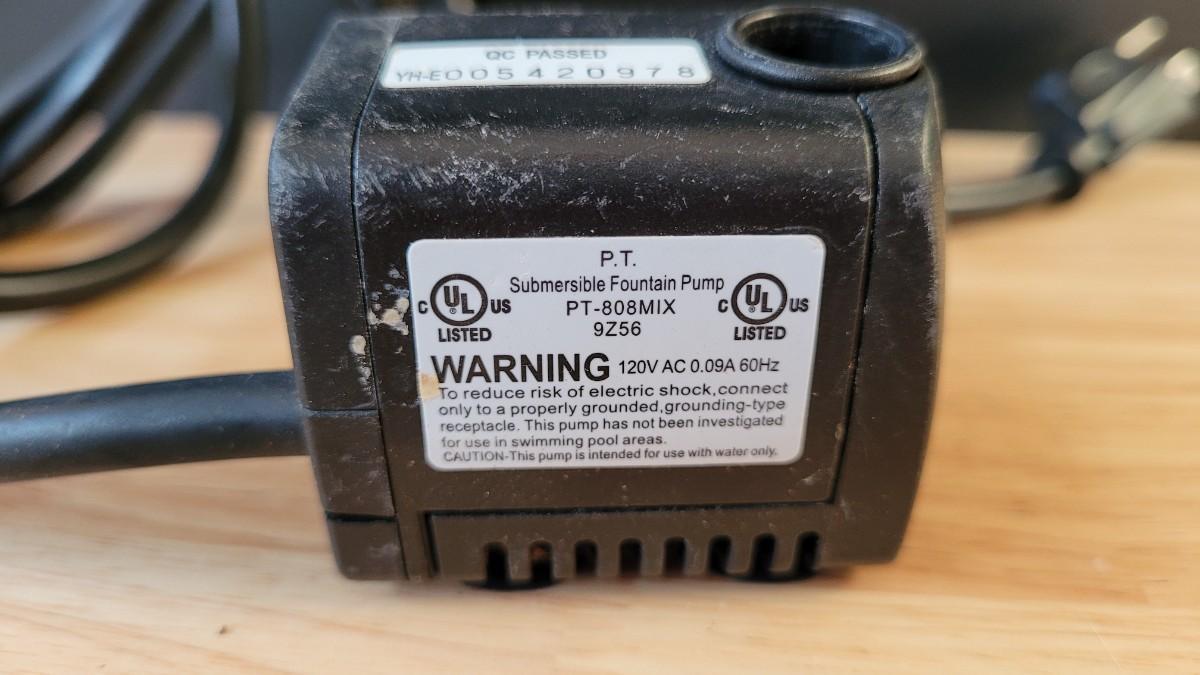 QC PASSED
YH-E005420978
P.T.
Submersible Fountain Pump
C UL US LISTED
PT-808MIX
C UL US LISTED
9Z56
WARNING 120V AC 0.09A 60Hz
To reduce risk of electric shock,connect
only to a properly grounded,grounding-type
receptacle. This pump has not been investigated
for use in swimming pool areas.
CAUTION-This pump is intended for use with water only.